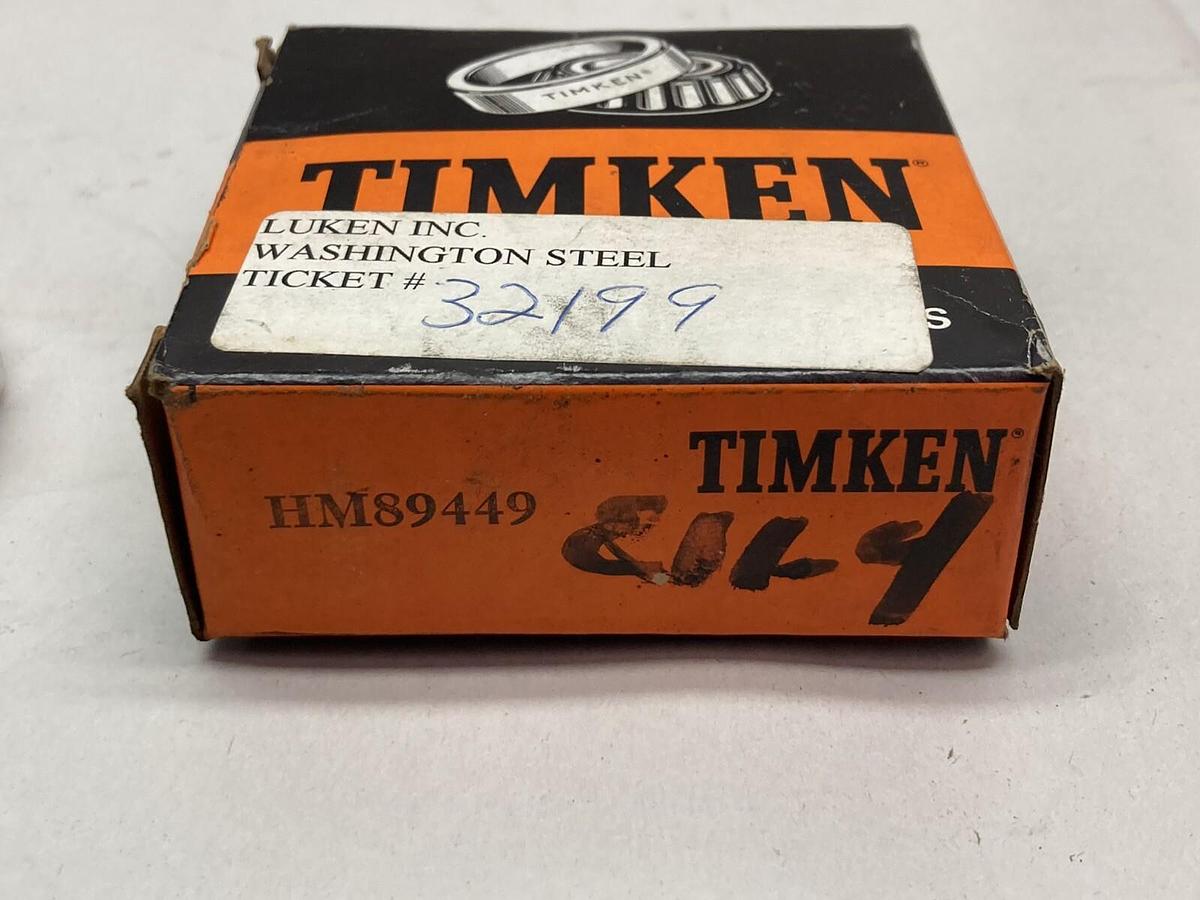 TIMKEN®
TIMKEN®
LUKEN INC.
WASHINGTON STEEL
TICKET # 32199
S
TIMKEN®
HM89449